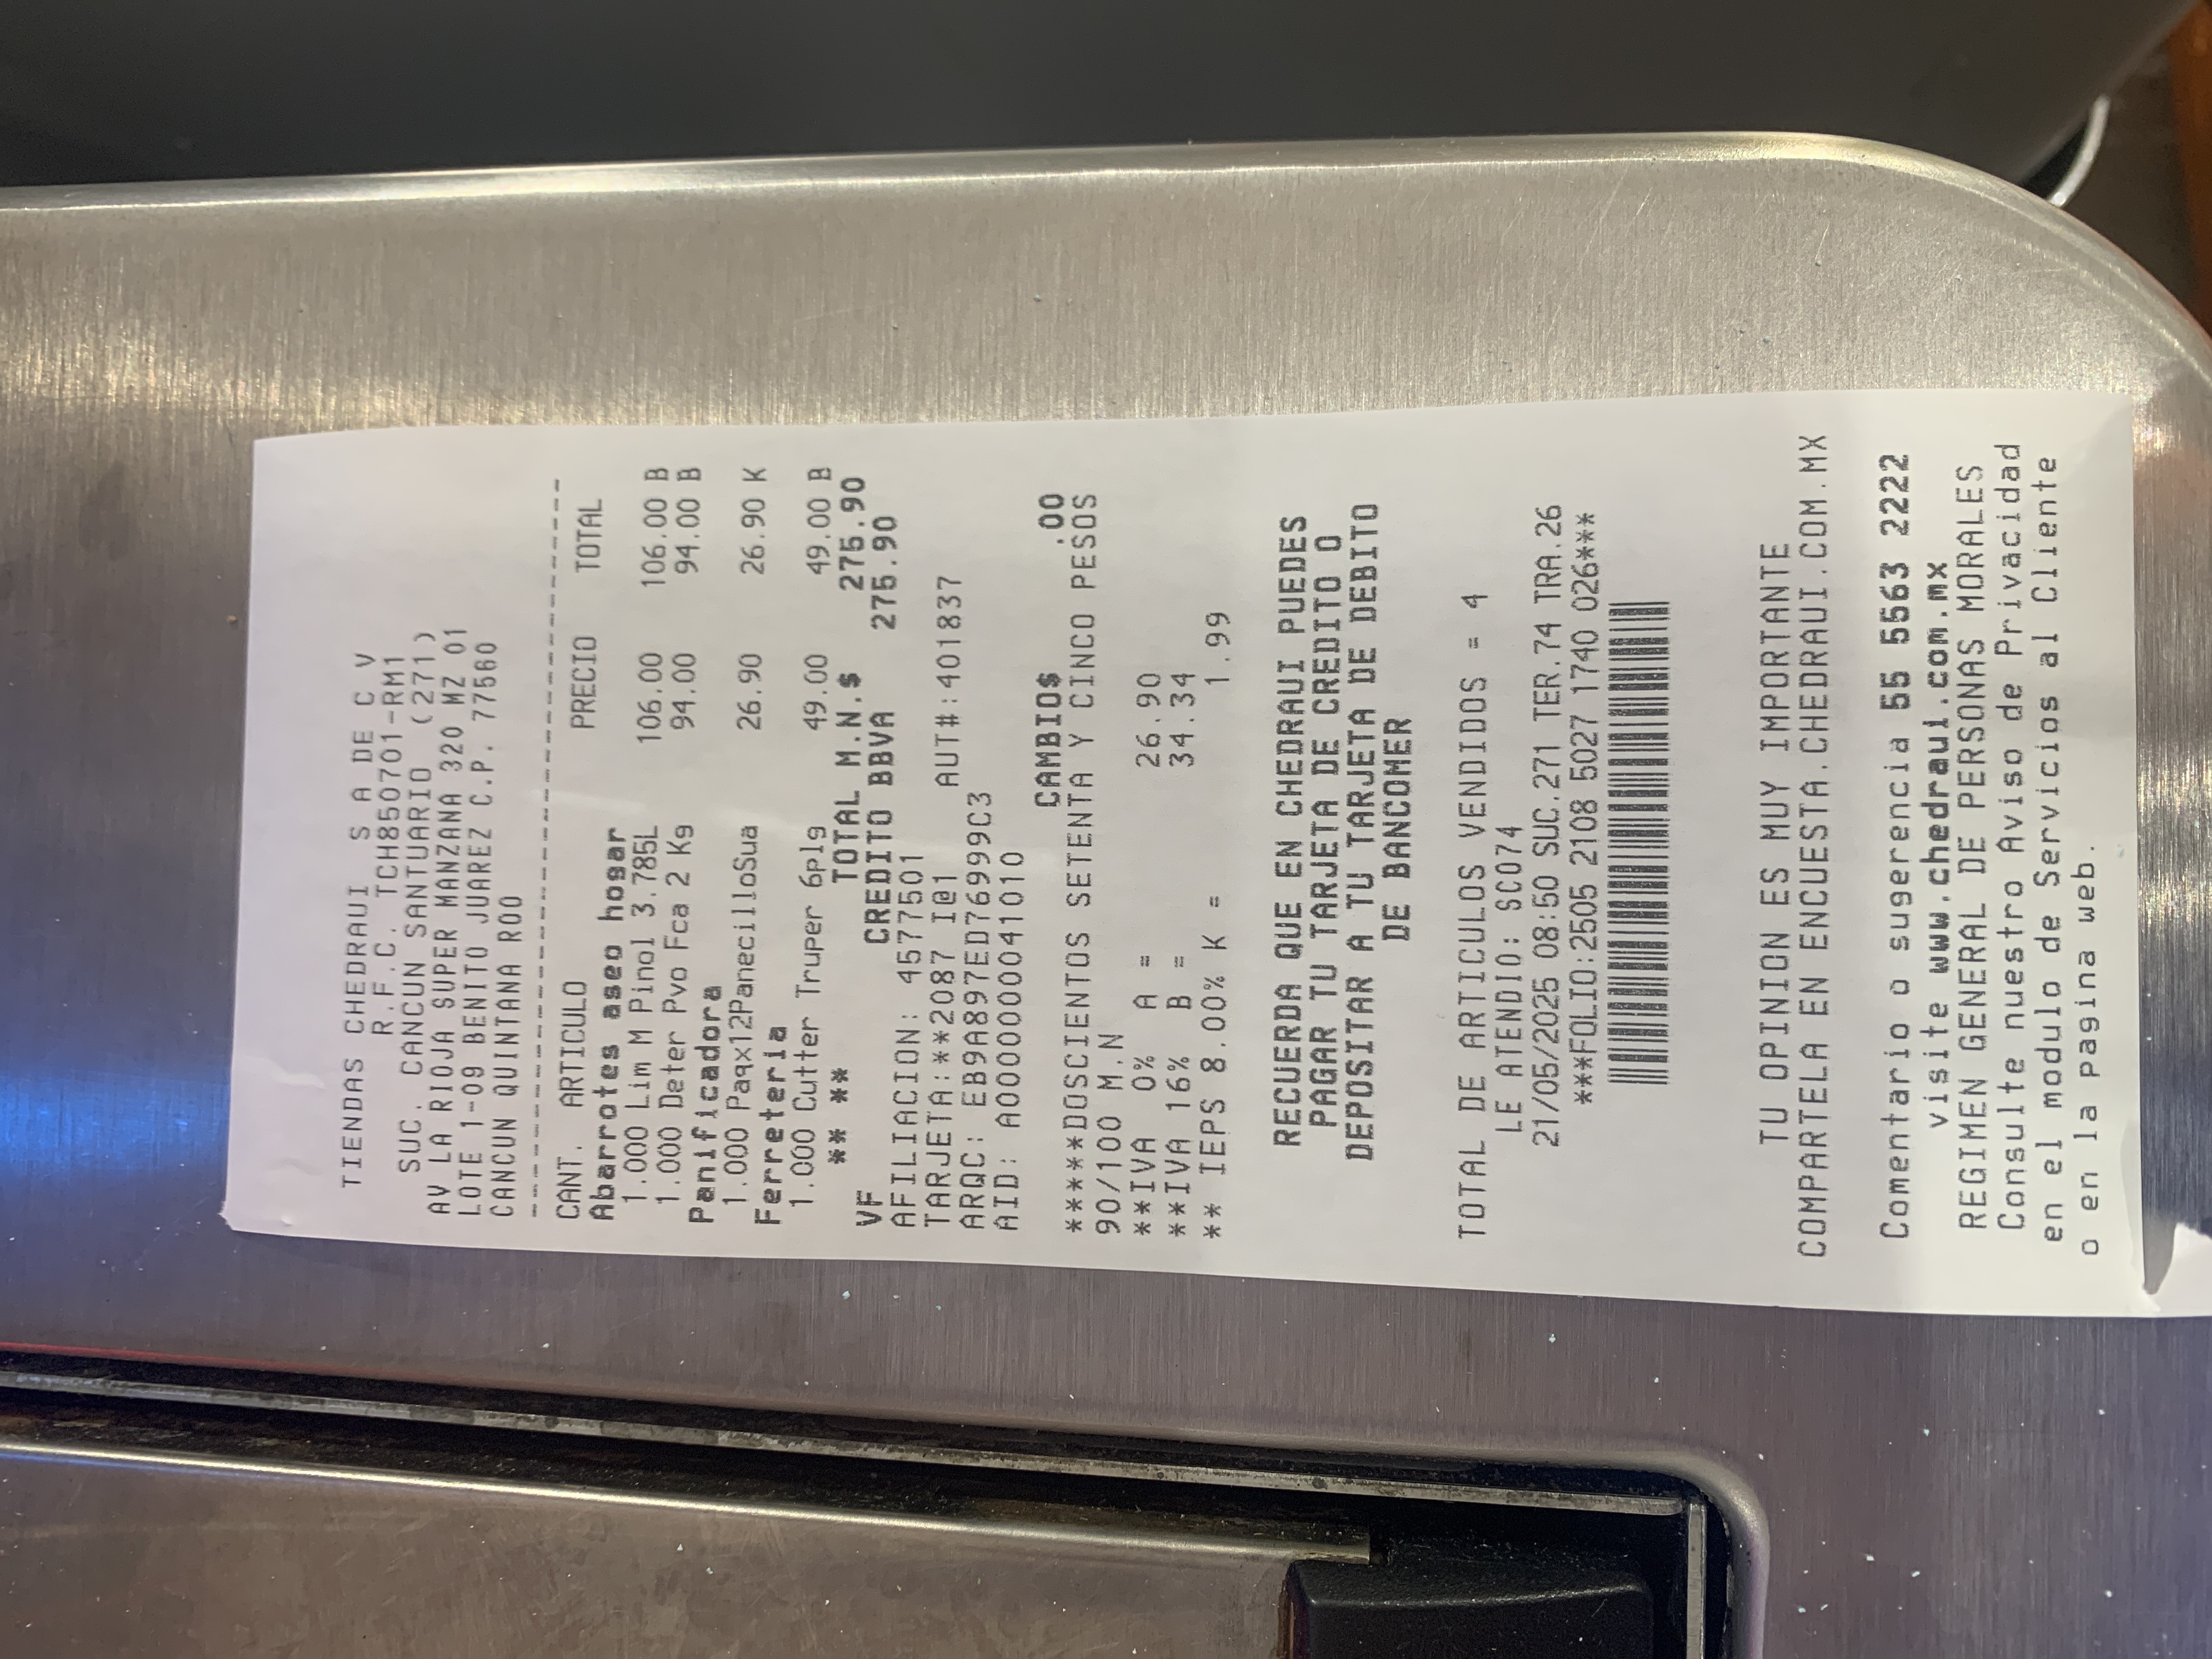 TIENDAS CHEDRAUI S A DE C V
R.F.C. TCH850701-RM1
SUC. CANCUN SANTUARIO (271)
AV LA RIOJA SUPER MANZANA 320 MZ 01
LOTE 1-09 BENITO JUAREZ C.P. 77560
CANCUN QUINTANA ROO
--------------------------------------
CANT. ARTICULO PRECIO TOTAL
Abarrotes aseo hogar
1.000 Lim M Pinol 3.785L 106.00 106.00 B
1.000 Deter Pvo Fca 2 Kg 94.00 94.00 B
Panificadora
1.000 Paqx12PanecilloSua 26.90 26.90 K
Ferreteria
1.000 Cutter Truper 6plg 49.00 49.00 B
** ** TOTAL M.N.$ 275.90
VF CREDITO BBVA 275.90
AFILIACION: 4577501
TARJETA:**2087 I@1 AUT#:401837
ARQC: EB9A897ED76999C3
AID: A0000000041010
CAMBIO$ .00
*****DOSCIENTOS SETENTA Y CINCO PESOS
90/100 M.N
**IVA 0% A = 26.90
**IVA 16% B = 34.34
** IEPS 8.00% K = 1.99
RECUERDA QUE EN CHEDRAUI PUEDES
PAGAR TU TARJETA DE CREDITO O
DEPOSITAR A TU TARJETA DE DEBITO
DE BANCOMER
TOTAL DE ARTICULOS VENDIDOS = 4
LE ATENDIO: SC074
21/05/2025 08:50 SUC.271 TER.74 TRA.26
***FOLIO:2505 2108 5027 1740 026***
TU OPINION ES MUY IMPORTANTE
COMPARTELA EN ENCUESTA.CHEDRAUI.COM.MX
Comentario o sugerencia 55 5563 2222
visite www.chedraui.com.mx
REGIMEN GENERAL DE PERSONAS MORALES
Consulte nuestro Aviso de Privacidad
en el modulo de Servicios al Cliente
o en la pagina web.